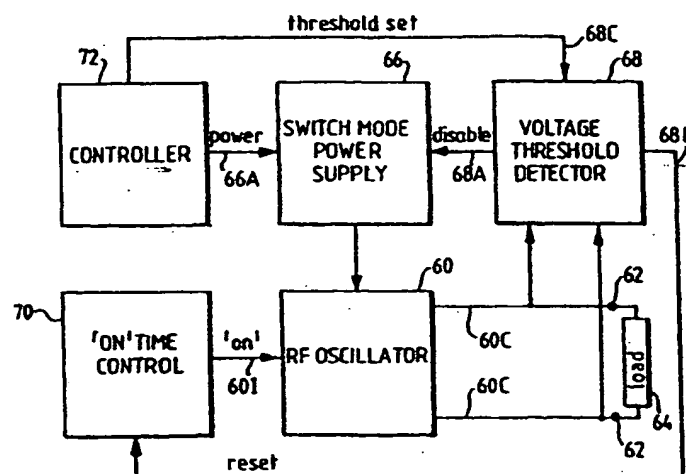 threshold set
68C
72
66
68
CONTROLLER
power
66A
SWITCH MODE
POWER
SUPPLY
disable
68A
VOLTAGE
THRESHOLD
DETECTOR
60
62
70
'ON' TIME
CONTROL
'on'
60I
RF OSCILLATOR
60C
60C
load
64
62
reset